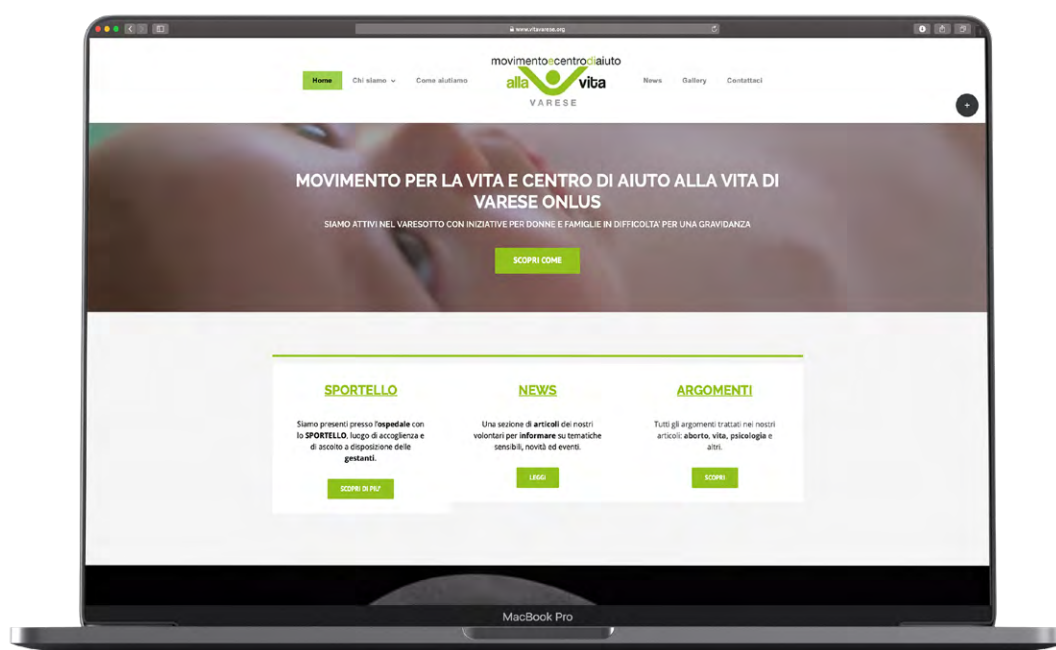 www.vitavarese.org
Home
Chi siamo
Come aiutiamo
movimentoecentrodiaiuto
alla vita
VARESE
News
Gallery
Contattaci
MOVIMENTO PER LA VITA E CENTRO DI AIUTO ALLA VITA DI
VARESE ONLUS
SIAMO ATTIVI NEL VARESOTTO CON INIZIATIVE PER DONNE E FAMIGLIE IN DIFFICOLTA' PER UNA GRAVIDANZA
SCOPRI COME
SPORTELLO
Siamo presenti presso l'ospedale con
lo SPORTELLO, luogo di accoglienza e
di ascolto a disposizione delle
gestanti.
SCOPRI DI PIU'
NEWS
Una sezione di articoli dei nostri
volontari per informare su tematiche
sensibili, novità ed eventi.
LEGGI
ARGOMENTI
Tutti gli argomenti trattati nei nostri
articoli: aborto, vita, psicologia e
altri.
SCOPRI
MacBook Pro